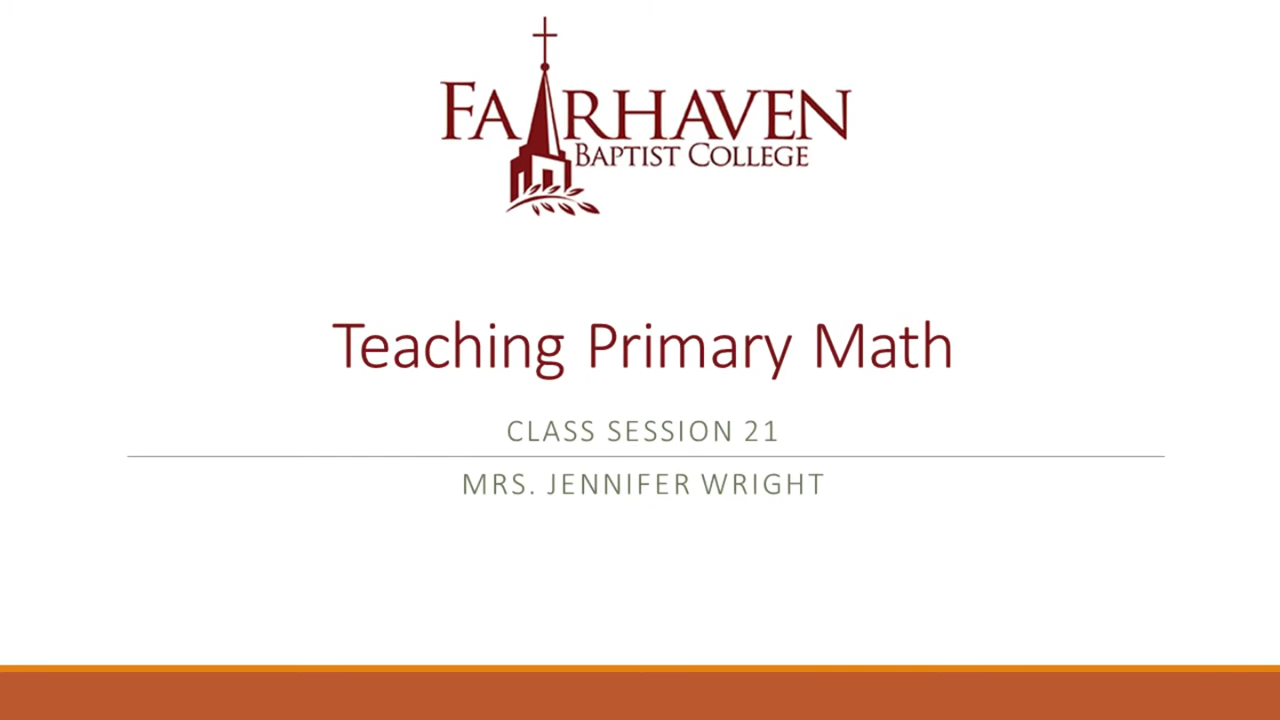 FAIRHAVEN
BAPTIST COLLEGE
Teaching Primary Math
CLASS SESSION 21
MRS. JENNIFER WRIGHT